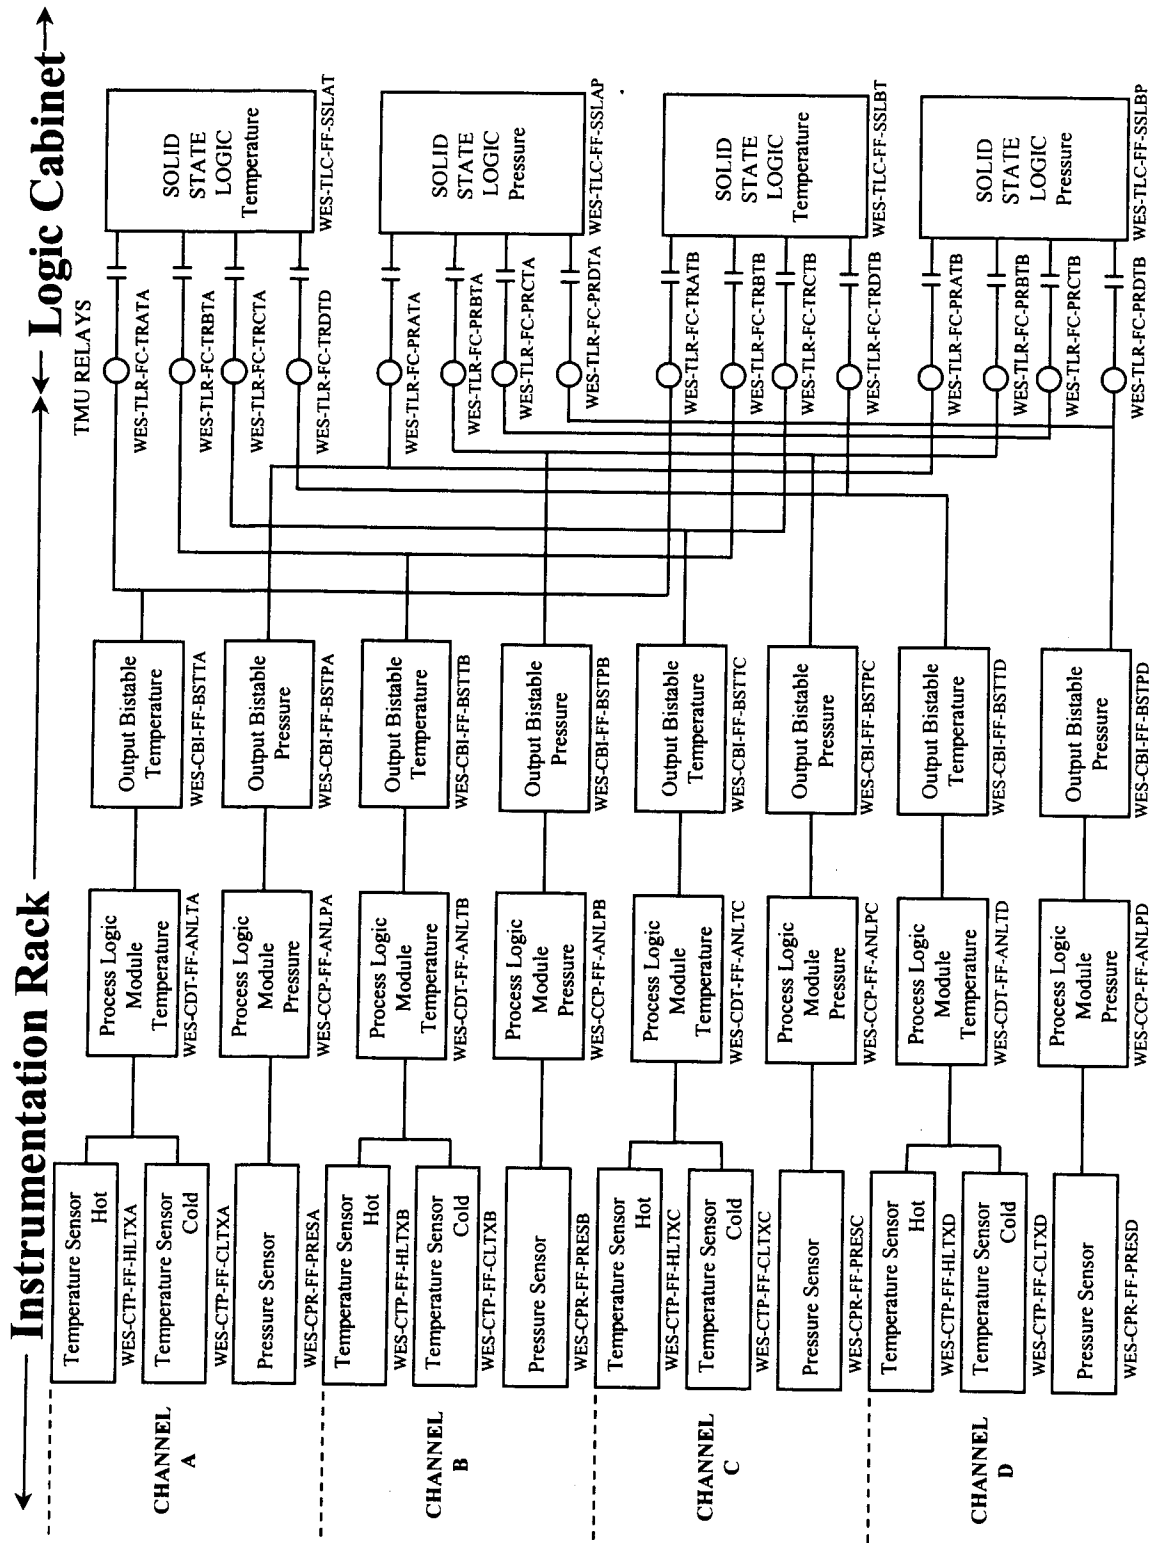 Instrumentation Rack
Logic Cabinet
TMU RELAYS
CHANNEL
A
Temperature Sensor
Hot
WES-CTP-FF-HLTXA
Temperature Sensor
Cold
WES-CTP-FF-CLTXA
Pressure Sensor
WES-CPR-FF-PRESA
Process Logic
Module
Temperature
WES-CDT-FF-ANLTA
Process Logic
Module
Pressure
WES-CCP-FF-ANLPA
Output Bistable
Temperature
WES-CBI-FF-BSTTA
Output Bistable
Pressure
WES-CBI-FF-BSTPA
CHANNEL
B
Temperature Sensor
Hot
WES-CTP-FF-HLTXB
Temperature Sensor
Cold
WES-CTP-FF-CLTXB
Pressure Sensor
WES-CPR-FF-PRESB
Process Logic
Module
Temperature
WES-CDT-FF-ANLTB
Process Logic
Module
Pressure
WES-CCP-FF-ANLPB
Output Bistable
Temperature
WES-CBI-FF-BSTTB
Output Bistable
Pressure
WES-CBI-FF-BSTPB
CHANNEL
C
Temperature Sensor
Hot
WES-CTP-FF-HLTXC
Temperature Sensor
Cold
WES-CTP-FF-CLTXC
Pressure Sensor
WES-CPR-FF-PRESC
Process Logic
Module
Temperature
WES-CDT-FF-ANLTC
Process Logic
Module
Pressure
WES-CCP-FF-ANLPC
Output Bistable
Temperature
WES-CBI-FF-BSTTC
Output Bistable
Pressure
WES-CBI-FF-BSTPC
CHANNEL
D
Temperature Sensor
Hot
WES-CTP-FF-HLTXD
Temperature Sensor
Cold
WES-CTP-FF-CLTXD
Pressure Sensor
WES-CPR-FF-PRESD
Process Logic
Module
Temperature
WES-CDT-FF-ANLTD
Process Logic
Module
Pressure
WES-CCP-FF-ANLPD
Output Bistable
Temperature
WES-CBI-FF-BSTTD
Output Bistable
Pressure
WES-CBI-FF-BSTPD
WES-TLR-FC-TRATA
WES-TLR-FC-TRBTA
WES-TLR-FC-TRCTA
WES-TLR-FC-TRDTD
SOLID
STATE
LOGIC
Temperature
WES-TLC-FF-SSLAT
WES-TLR-FC-PRATA
WES-TLR-FC-PRBTA
WES-TLR-FC-PRCTA
WES-TLR-FC-PRDTA
SOLID
STATE
LOGIC
Pressure
WES-TLC-FF-SSLAP
WES-TLR-FC-TRATB
WES-TLR-FC-TRBTB
WES-TLR-FC-TRCTB
WES-TLR-FC-TRDTB
SOLID
STATE
LOGIC
Temperature
WES-TLC-FF-SSLBT
WES-TLR-FC-PRATB
WES-TLR-FC-PRBTB
WES-TLR-FC-PRCTB
WES-TLR-FC-PRDTB
SOLID
STATE
LOGIC
Pressure
WES-TLC-FF-SSLBP